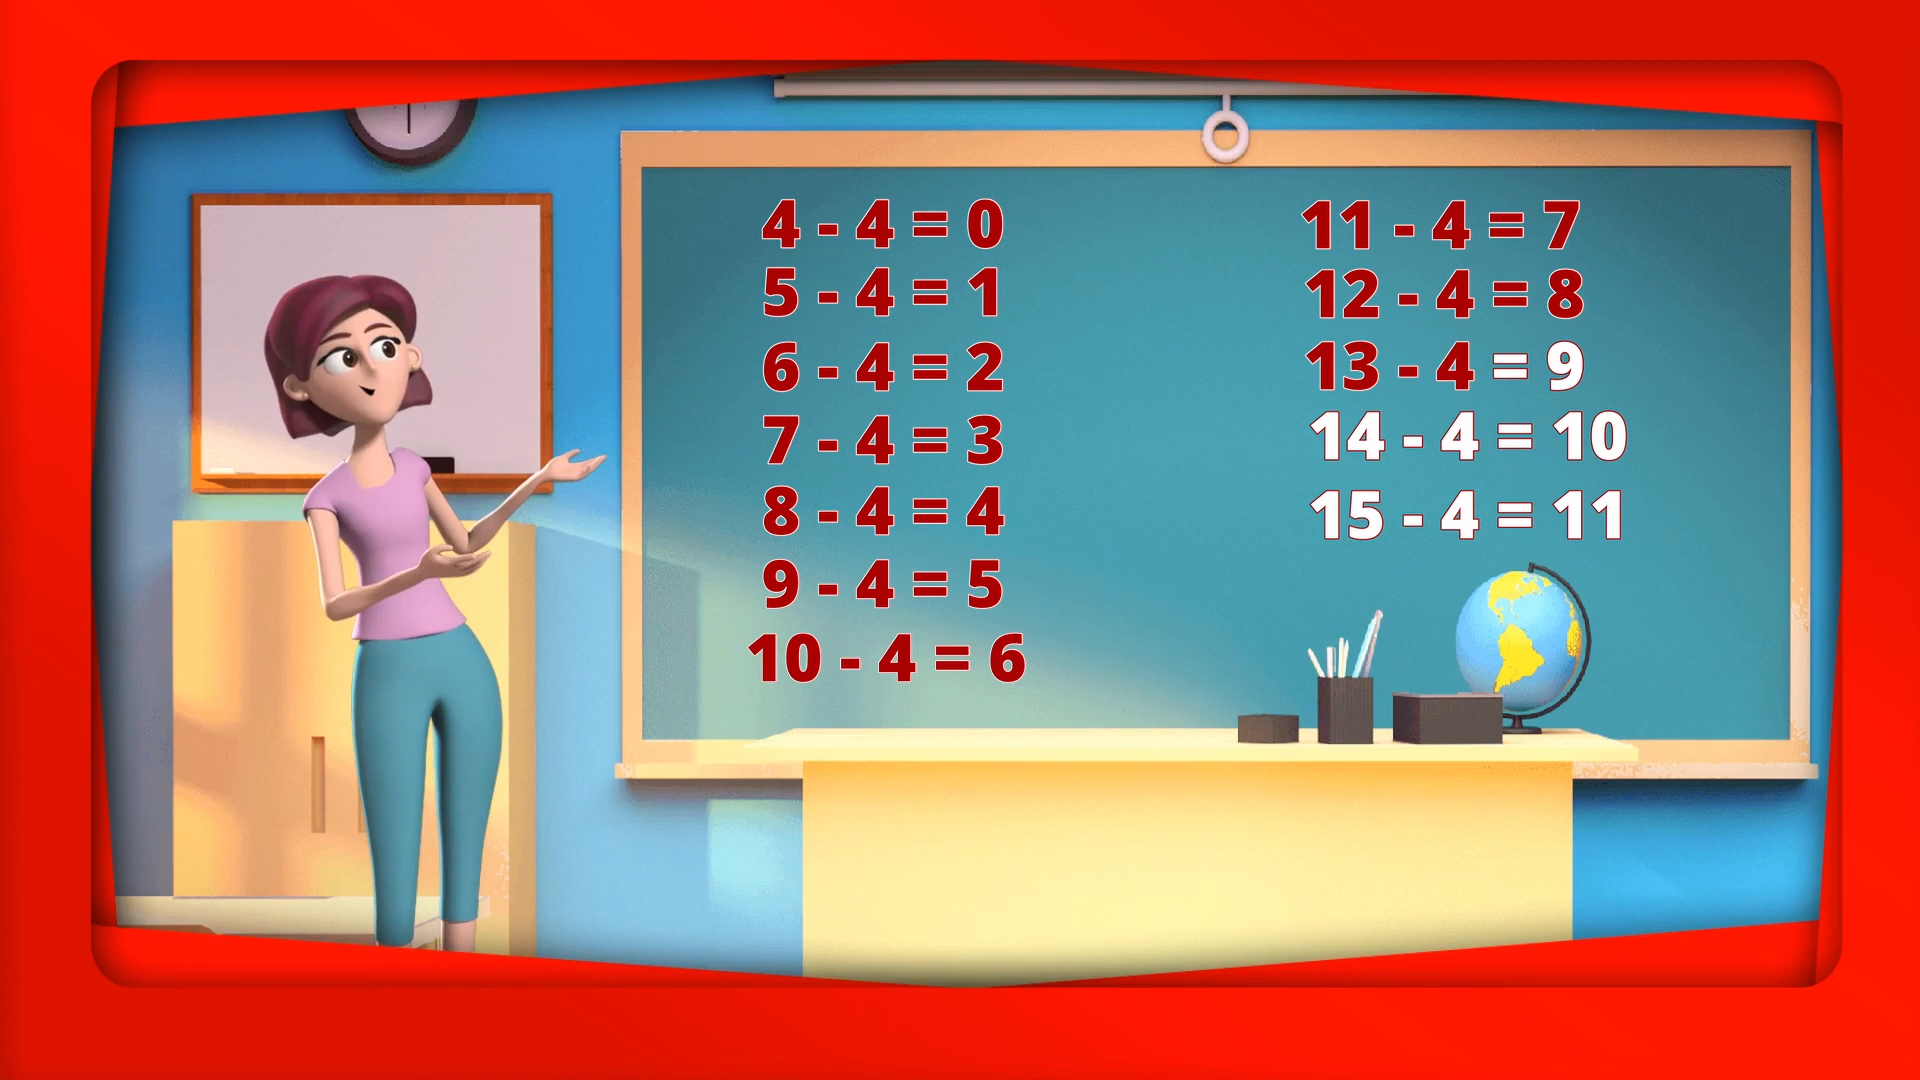 4 - 4 = 0
5 - 4 = 1
6 - 4 = 2
7 - 4 = 3
8 - 4 = 4
9 - 4 = 5
10 - 4 = 6
11 - 4 = 7
12 - 4 = 8
13 - 4 = 9
14 - 4 = 10
15 - 4 = 11